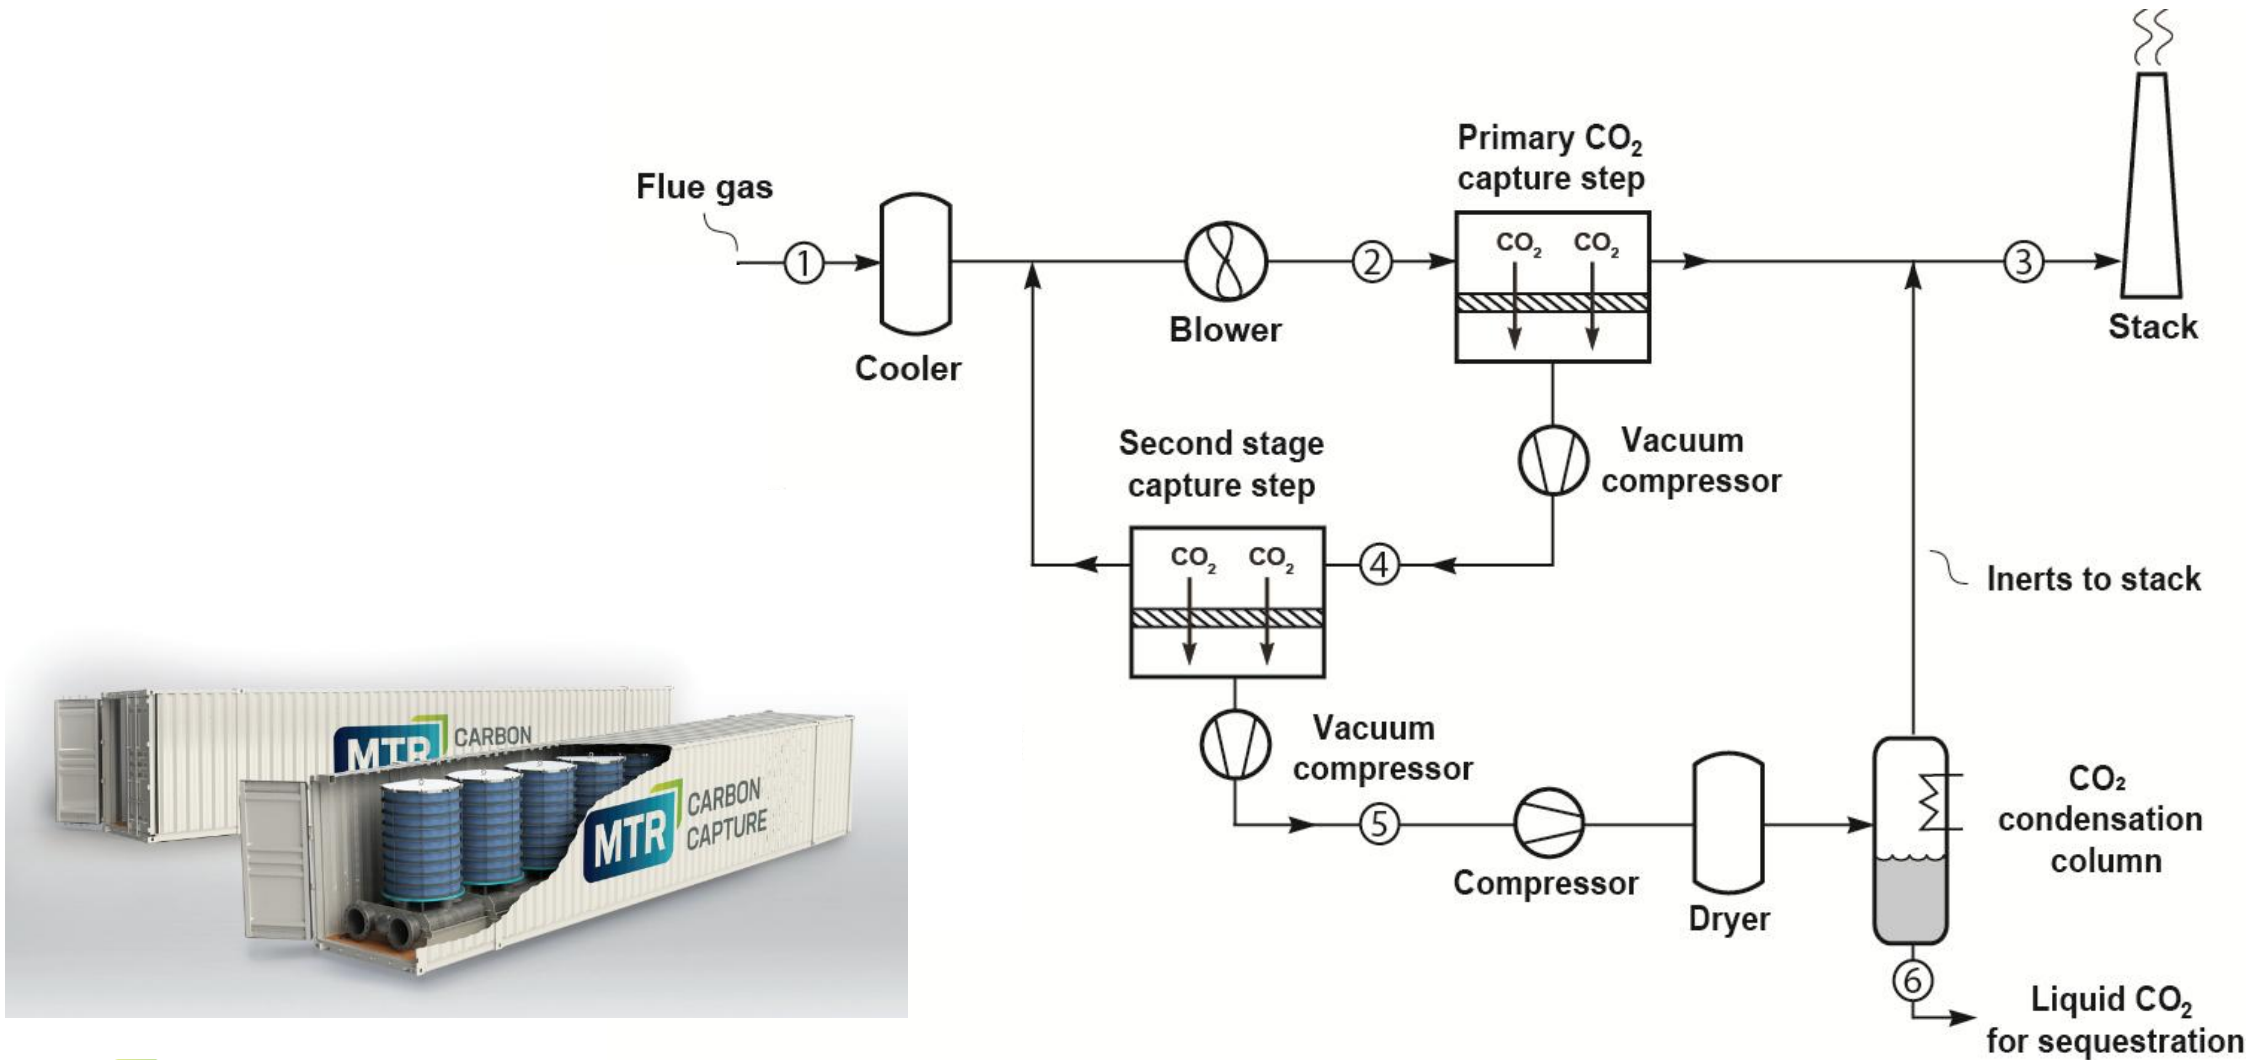 Flue gas
1
Cooler
Blower
2
Primary CO₂
capture step
CO₂ CO₂
3
Stack
Vacuum
compressor
Second stage
capture step
CO₂ CO₂
4
Vacuum
compressor
5
Compressor
Dryer
Inerts to stack
CO₂
condensation
column
6
Liquid CO₂
for sequestration
MTR CARBON
MTR CARBON
CAPTURE